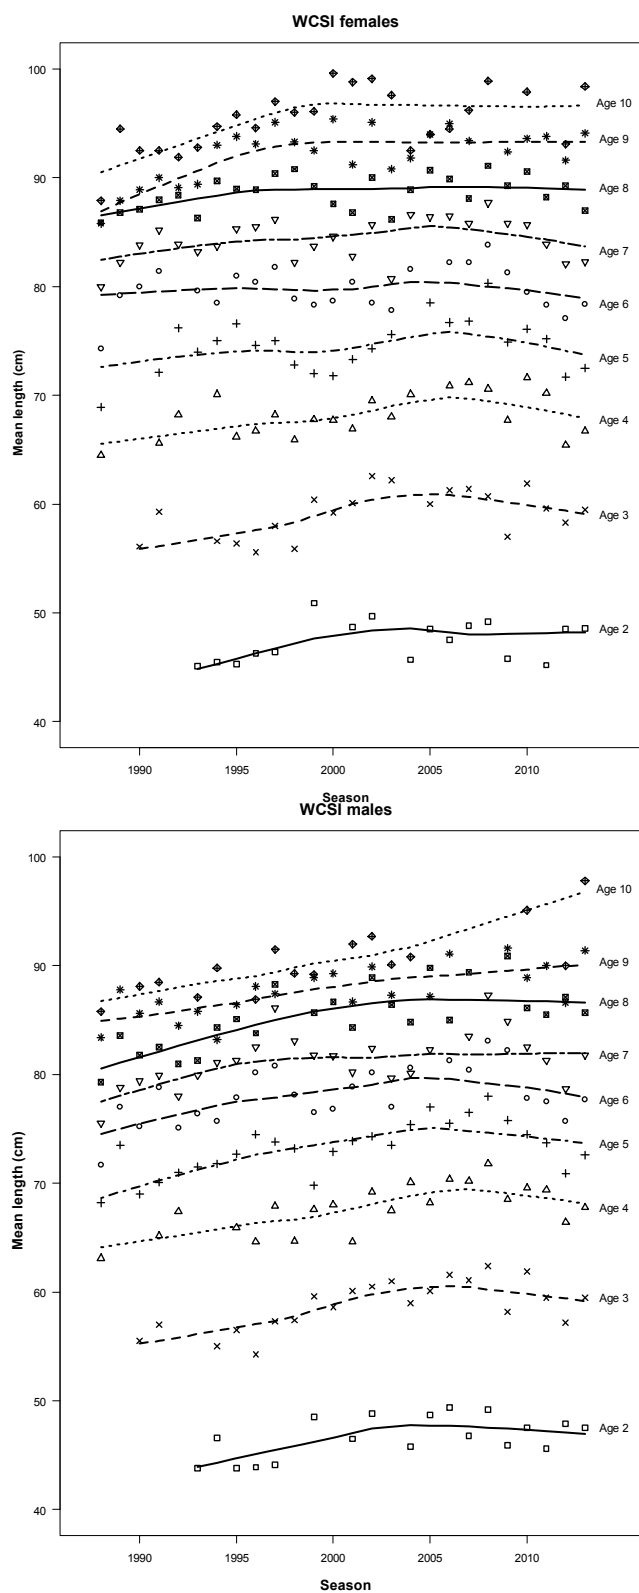 WCSI females
100
90
80
70
60
50
40
Mean length (cm)
Age 10
Age 9
Age 8
Age 7
Age 6
Age 5
Age 4
Age 3
Age 2
1990 1995 2000 2005 2010
Season
WCSI males
100
90
80
70
60
50
40
Mean length (cm)
Age 10
Age 9
Age 8
Age 7
Age 6
Age 5
Age 4
Age 3
Age 2
1990 1995 2000 2005 2010
Season